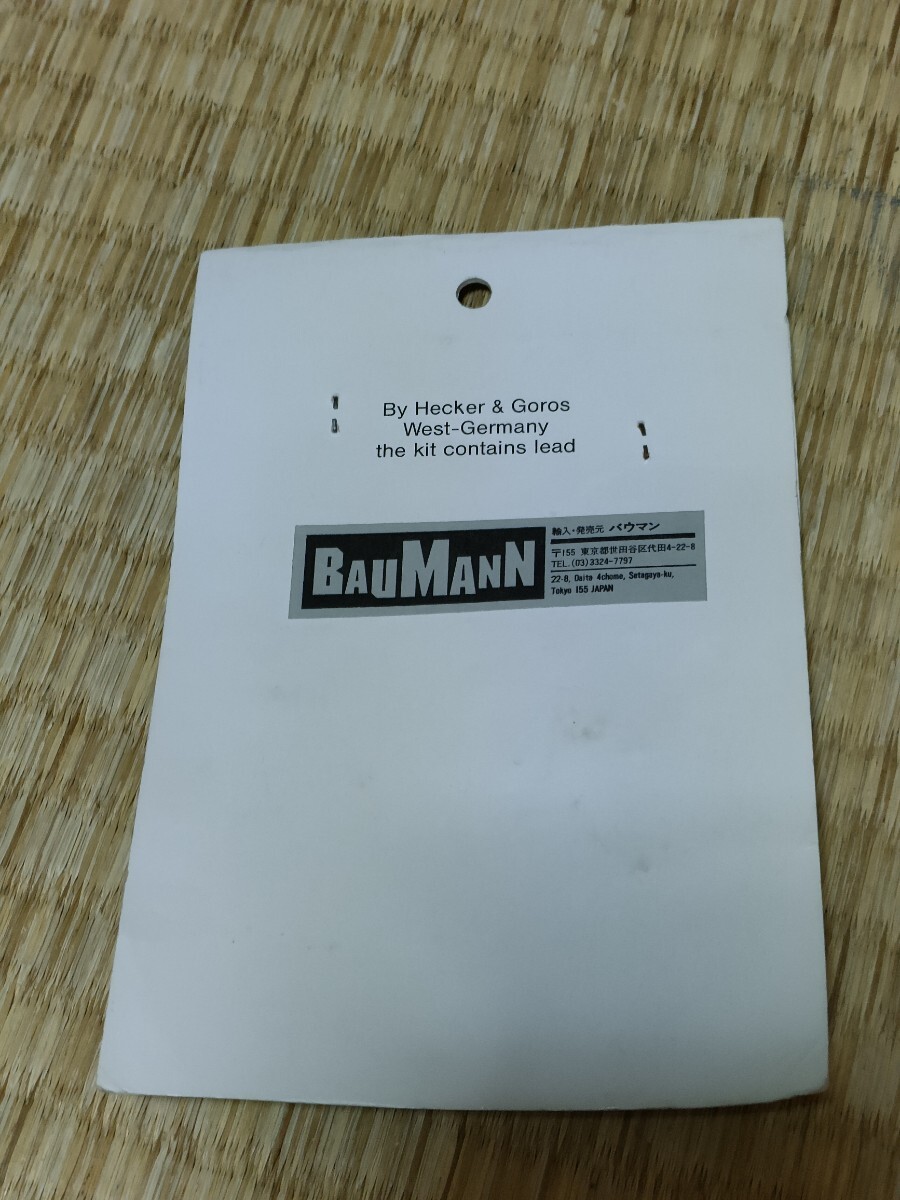 By Hecker & Goros
West-Germany
the kit contains lead
BAUMANN
輸入・発売元 バウマン
〒155 東京都世田谷区代田4-22-8
TEL. (03) 3324-7797
22-8, Daita 4chome, Setagaya-ku,
Tokyo 155 JAPAN